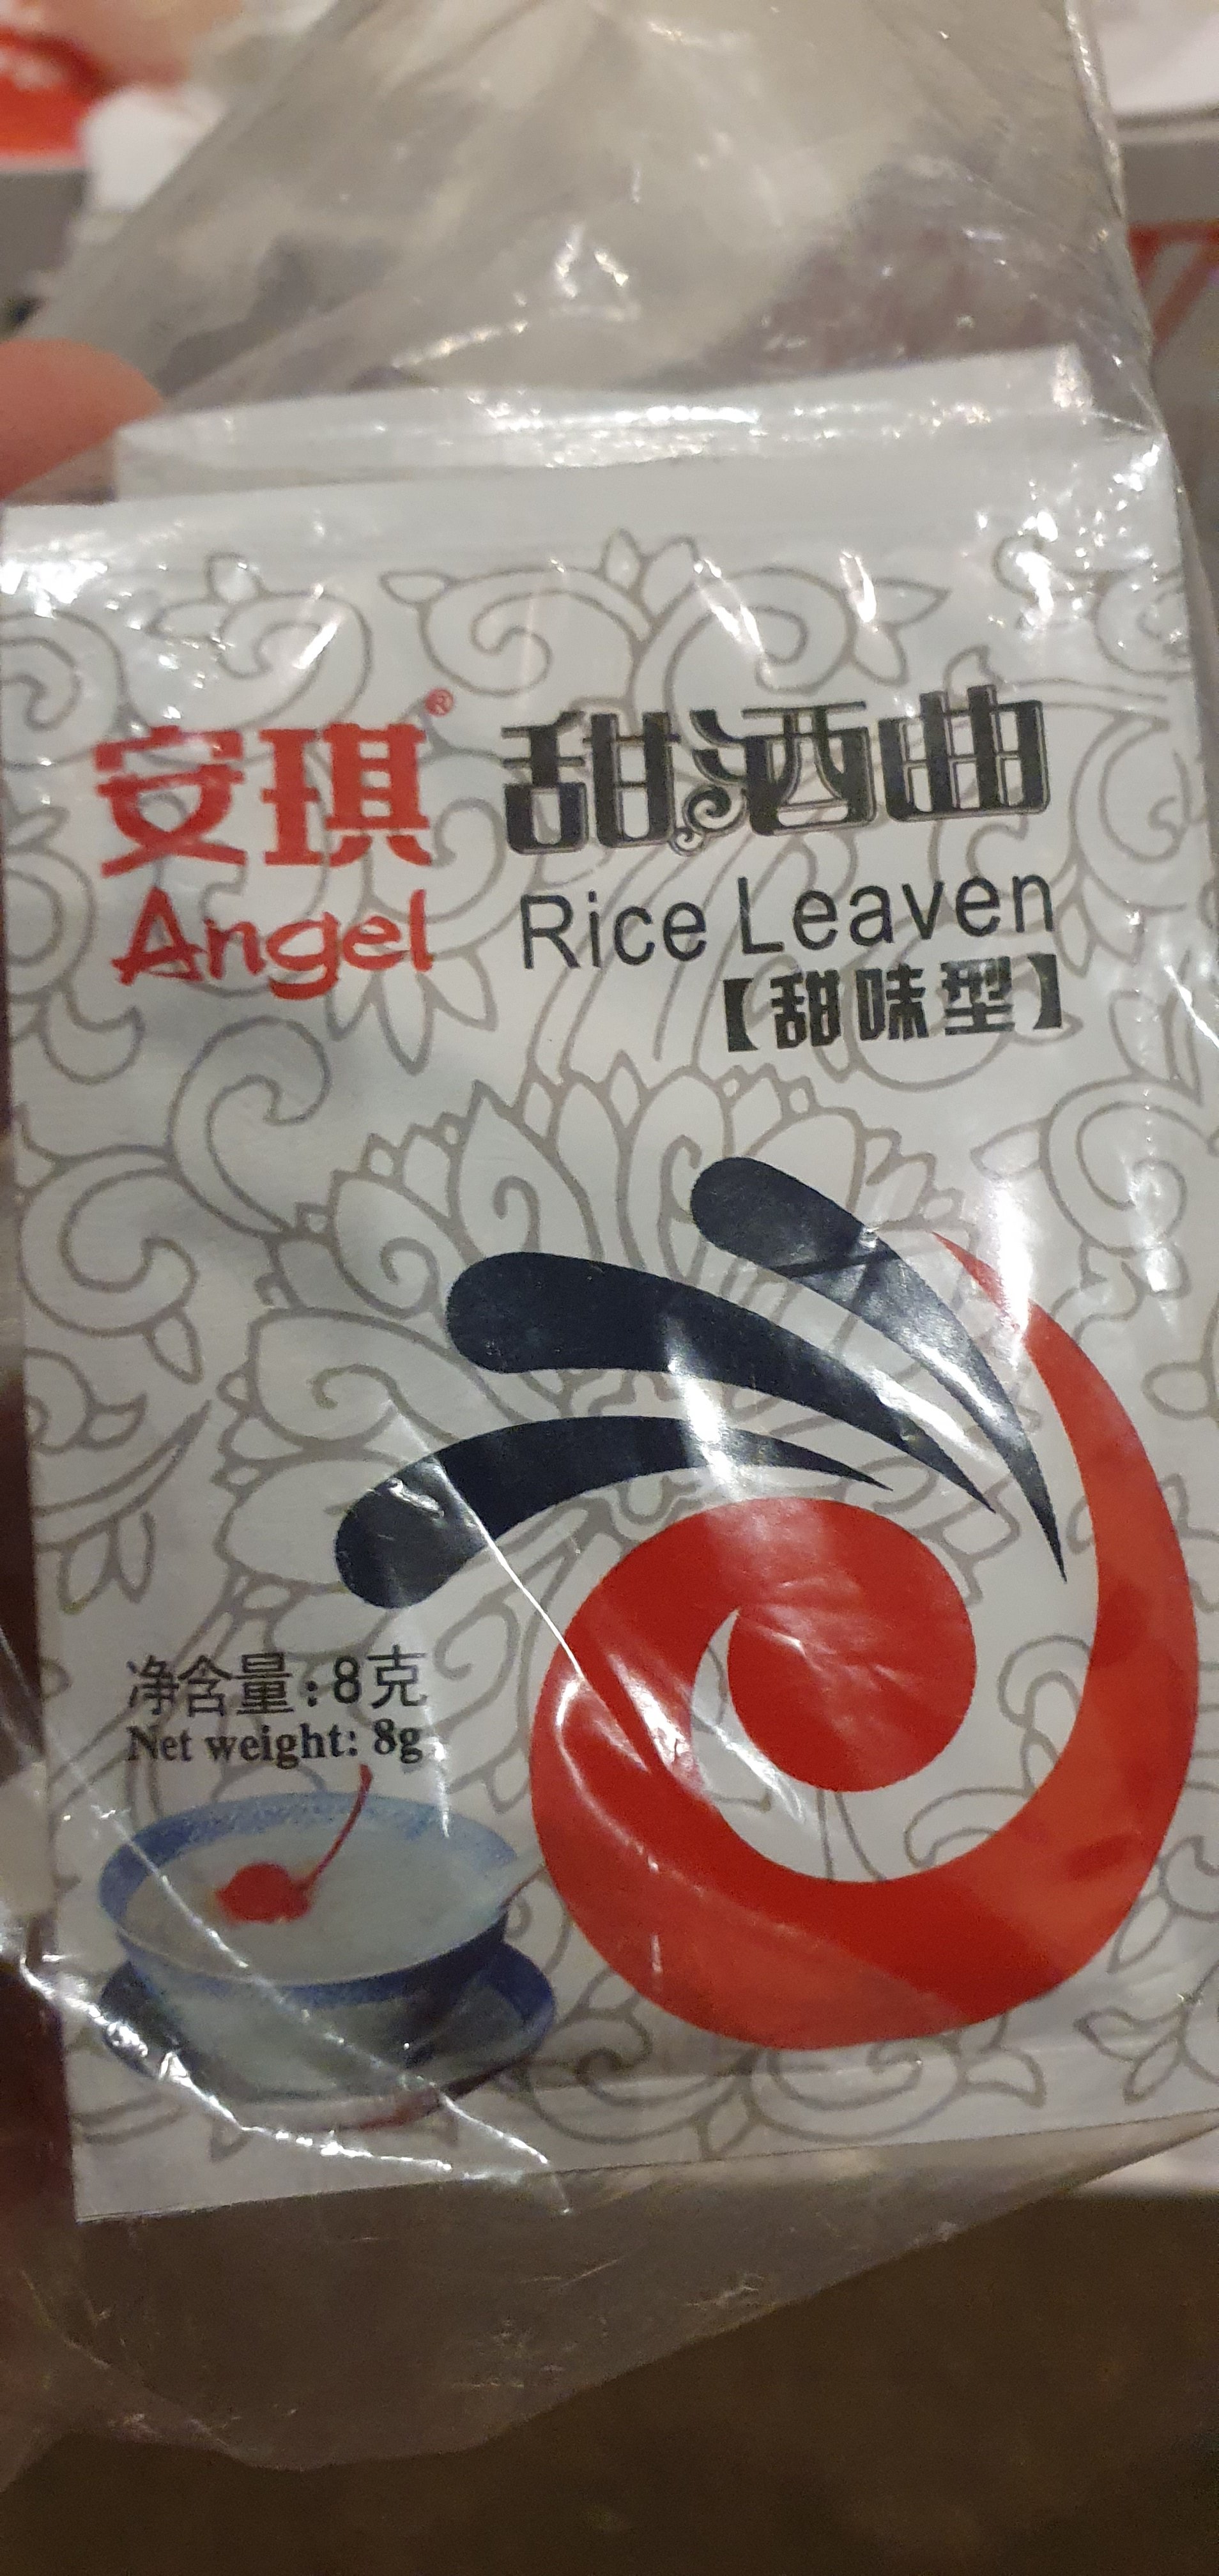 安琪® 甜酒曲
Angel Rice Leaven
【甜味型】
净含量:8克
Net weight: 8g